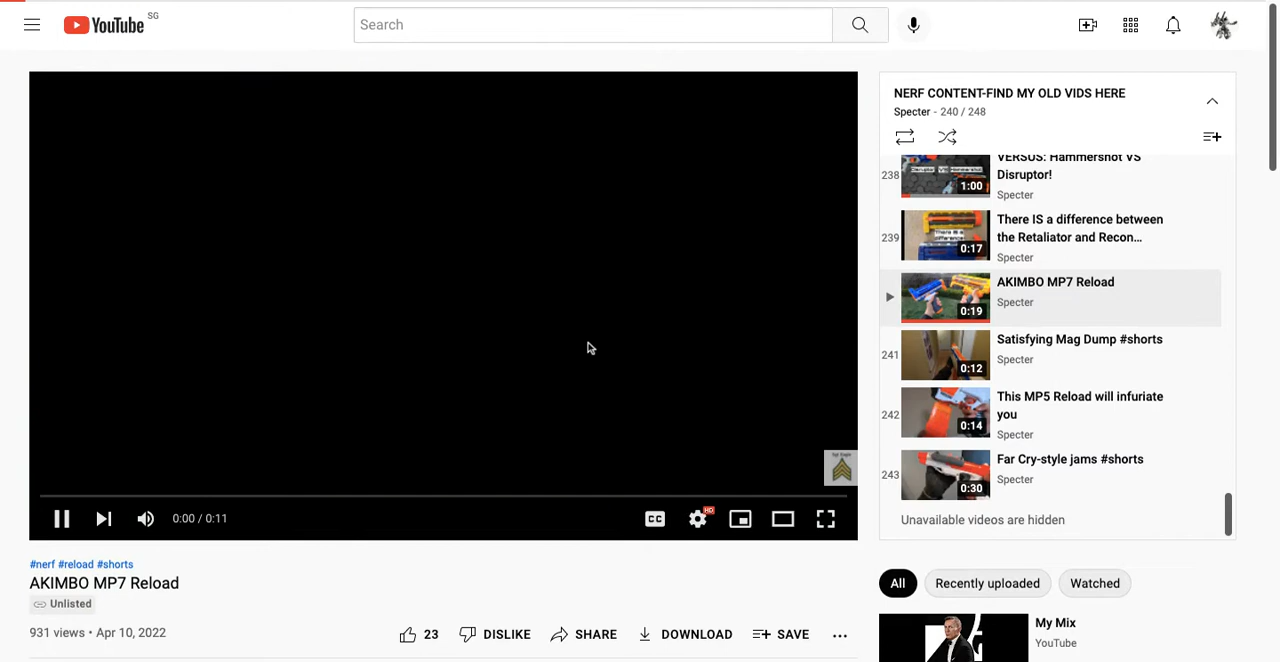 YouTube SG
Search
NERF CONTENT-FIND MY OLD VIDS HERE
Specter - 240 / 248
238
1:00
VERSUS: Hammershot VS
Disruptor!
Specter
239
0:17
There IS a difference between
the Retaliator and Recon…
Specter
0:19
AKIMBO MP7 Reload
Specter
241
0:12
Satisfying Mag Dump #shorts
Specter
242
0:14
This MP5 Reload will infuriate
you
Specter
243
0:30
Far Cry-style jams #shorts
Specter
Unavailable videos are hidden
0:00 / 0:11
CC
HD
#nerf #reload #shorts
AKIMBO MP7 Reload
Unlisted
931 views • Apr 10, 2022
23
DISLIKE
SHARE
DOWNLOAD
SAVE
All
Recently uploaded
Watched
My Mix
YouTube